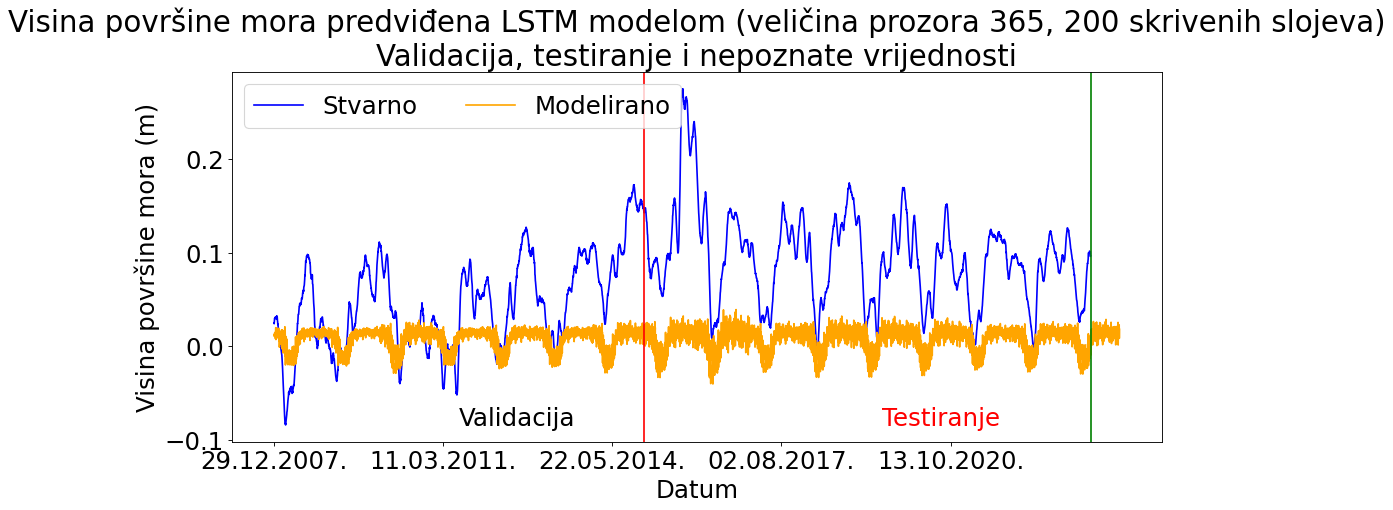 Visina površine mora predviđena LSTM modelom (veličina prozora 365, 200 skrivenih slojeva)
Validacija, testiranje i nepoznate vrijednosti
Stvarno
Modelirano
Visina površine mora (m)
0.2
0.1
0.0
−0.1
Validacija
Testiranje
29.12.2007.
11.03.2011.
22.05.2014.
02.08.2017.
13.10.2020.
Datum